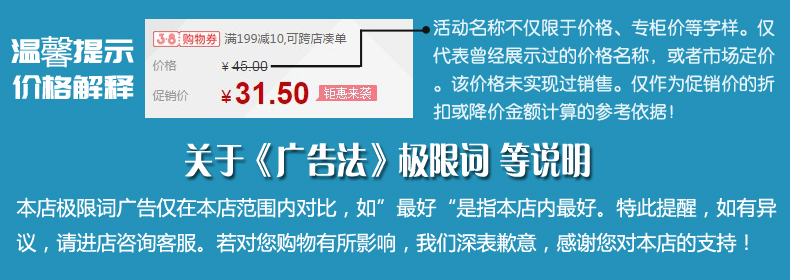 温馨提示
价格解释
3·8 购物券 满199减10,可跨店凑单
价格 ¥ 45.00
促销价 ¥ 31.50 钜惠来袭
活动名称不仅限于价格、专柜价等字样。仅
代表曾经展示过的价格名称，或者市场定价
。该价格未实现过销售。仅作为促销价的折
扣或降价金额计算的参考依据!
关于《广告法》极限词 等说明
本店极限词广告仅在本店范围内对比，如”最好“是指本店内最好。特此提醒，如有异
议，请进店咨询客服。若对您购物有所影响，我们深表歉意，感谢您对本店的支持！